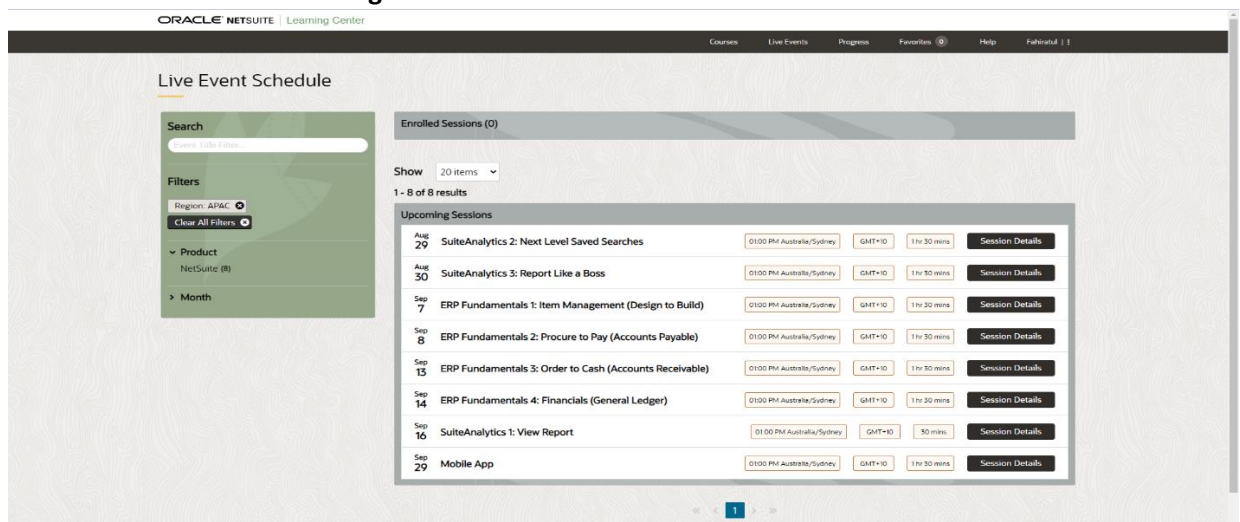 ORACLE NETSUITE | Learning Center
Courses Live Events Progress Favorites 0 Help Fahiratul | !
Live Event Schedule
Search
Event Title Filter...
Filters
Region: APAC
Clear All Filters
Product
NetSuite (8)
Month
Enrolled Sessions (0)
Show 20 items
1 - 8 of 8 results
Upcoming Sessions
Aug 29 SuiteAnalytics 2: Next Level Saved Searches 01:00 PM Australia/Sydney GMT+10 1 hr 30 mins Session Details
Aug 30 SuiteAnalytics 3: Report Like a Boss 01:00 PM Australia/Sydney GMT+10 1 hr 30 mins Session Details
Sep 7 ERP Fundamentals 1: Item Management (Design to Build) 01:00 PM Australia/Sydney GMT+10 1 hr 30 mins Session Details
Sep 8 ERP Fundamentals 2: Procure to Pay (Accounts Payable) 01:00 PM Australia/Sydney GMT+10 1 hr 30 mins Session Details
Sep 13 ERP Fundamentals 3: Order to Cash (Accounts Receivable) 01:00 PM Australia/Sydney GMT+10 1 hr 30 mins Session Details
Sep 14 ERP Fundamentals 4: Financials (General Ledger) 01:00 PM Australia/Sydney GMT+10 1 hr 30 mins Session Details
Sep 16 SuiteAnalytics 1: View Report 01:00 PM Australia/Sydney GMT+10 30 mins Session Details
Sep 29 Mobile App 01:00 PM Australia/Sydney GMT+10 1 hr 30 mins Session Details
« < 1 > »